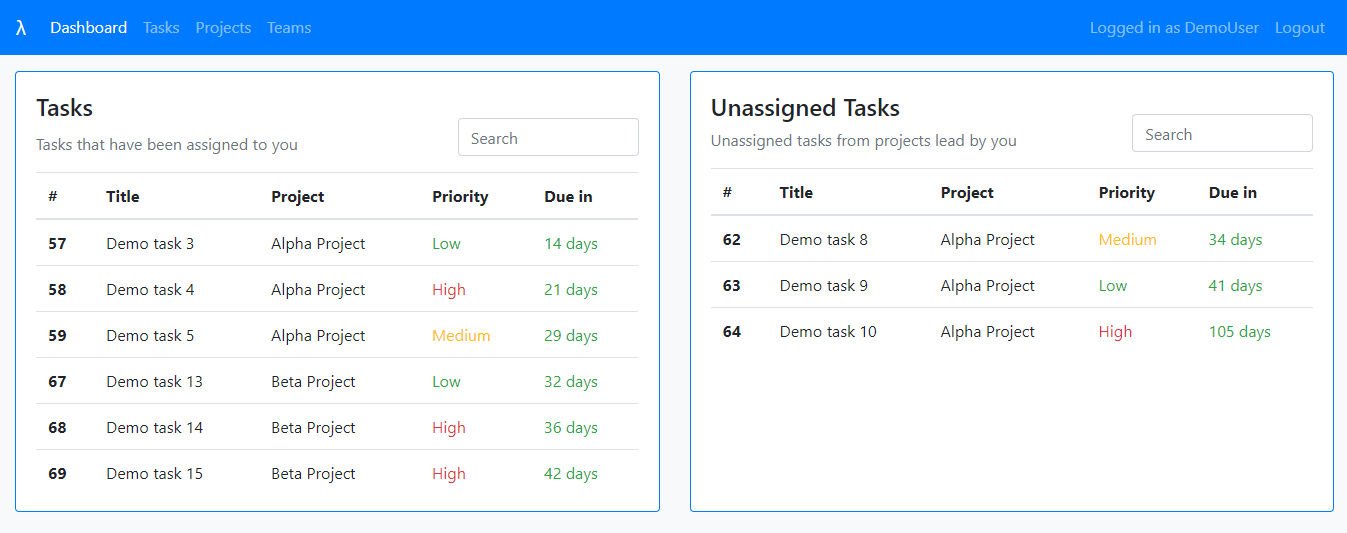 λ Dashboard Tasks Projects Teams Logged in as DemoUser Logout
Tasks
Tasks that have been assigned to you
Search
# Title Project Priority Due in
57 Demo task 3 Alpha Project Low 14 days
58 Demo task 4 Alpha Project High 21 days
59 Demo task 5 Alpha Project Medium 29 days
67 Demo task 13 Beta Project Low 32 days
68 Demo task 14 Beta Project High 36 days
69 Demo task 15 Beta Project High 42 days
Unassigned Tasks
Unassigned tasks from projects lead by you
Search
# Title Project Priority Due in
62 Demo task 8 Alpha Project Medium 34 days
63 Demo task 9 Alpha Project Low 41 days
64 Demo task 10 Alpha Project High 105 days